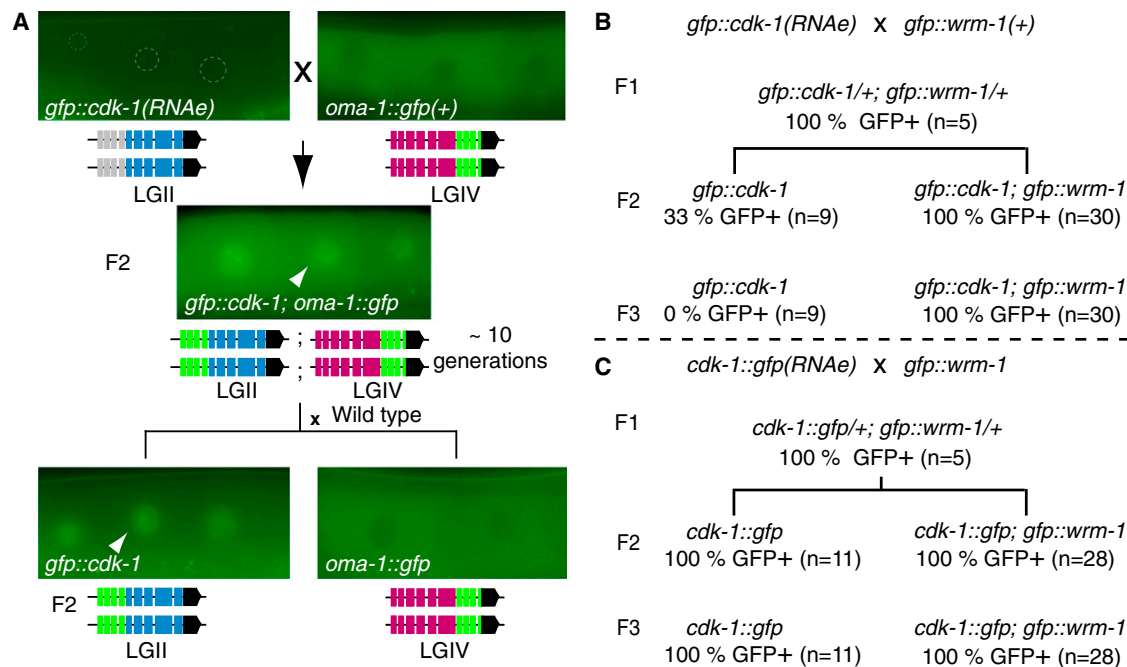 A
gfp::cdk-1(RNAe)
X
oma-1::gfp(+)
LGII
LGIV
F2
gfp::cdk-1; oma-1::gfp
;
;
~ 10
generations
LGII
LGIV
x Wild type
gfp::cdk-1
oma-1::gfp
F2
LGII
LGIV
B
gfp::cdk-1(RNAe) X gfp::wrm-1(+)
F1
gfp::cdk-1/+; gfp::wrm-1/+
100 % GFP+ (n=5)
F2
gfp::cdk-1
33 % GFP+ (n=9)
gfp::cdk-1; gfp::wrm-1
100 % GFP+ (n=30)
F3
gfp::cdk-1
0 % GFP+ (n=9)
gfp::cdk-1; gfp::wrm-1
100 % GFP+ (n=30)
C
cdk-1::gfp(RNAe) X gfp::wrm-1
F1
cdk-1::gfp/+; gfp::wrm-1/+
100 % GFP+ (n=5)
F2
cdk-1::gfp
100 % GFP+ (n=11)
cdk-1::gfp; gfp::wrm-1
100 % GFP+ (n=28)
F3
cdk-1::gfp
100 % GFP+ (n=11)
cdk-1::gfp; gfp::wrm-1
100 % GFP+ (n=28)